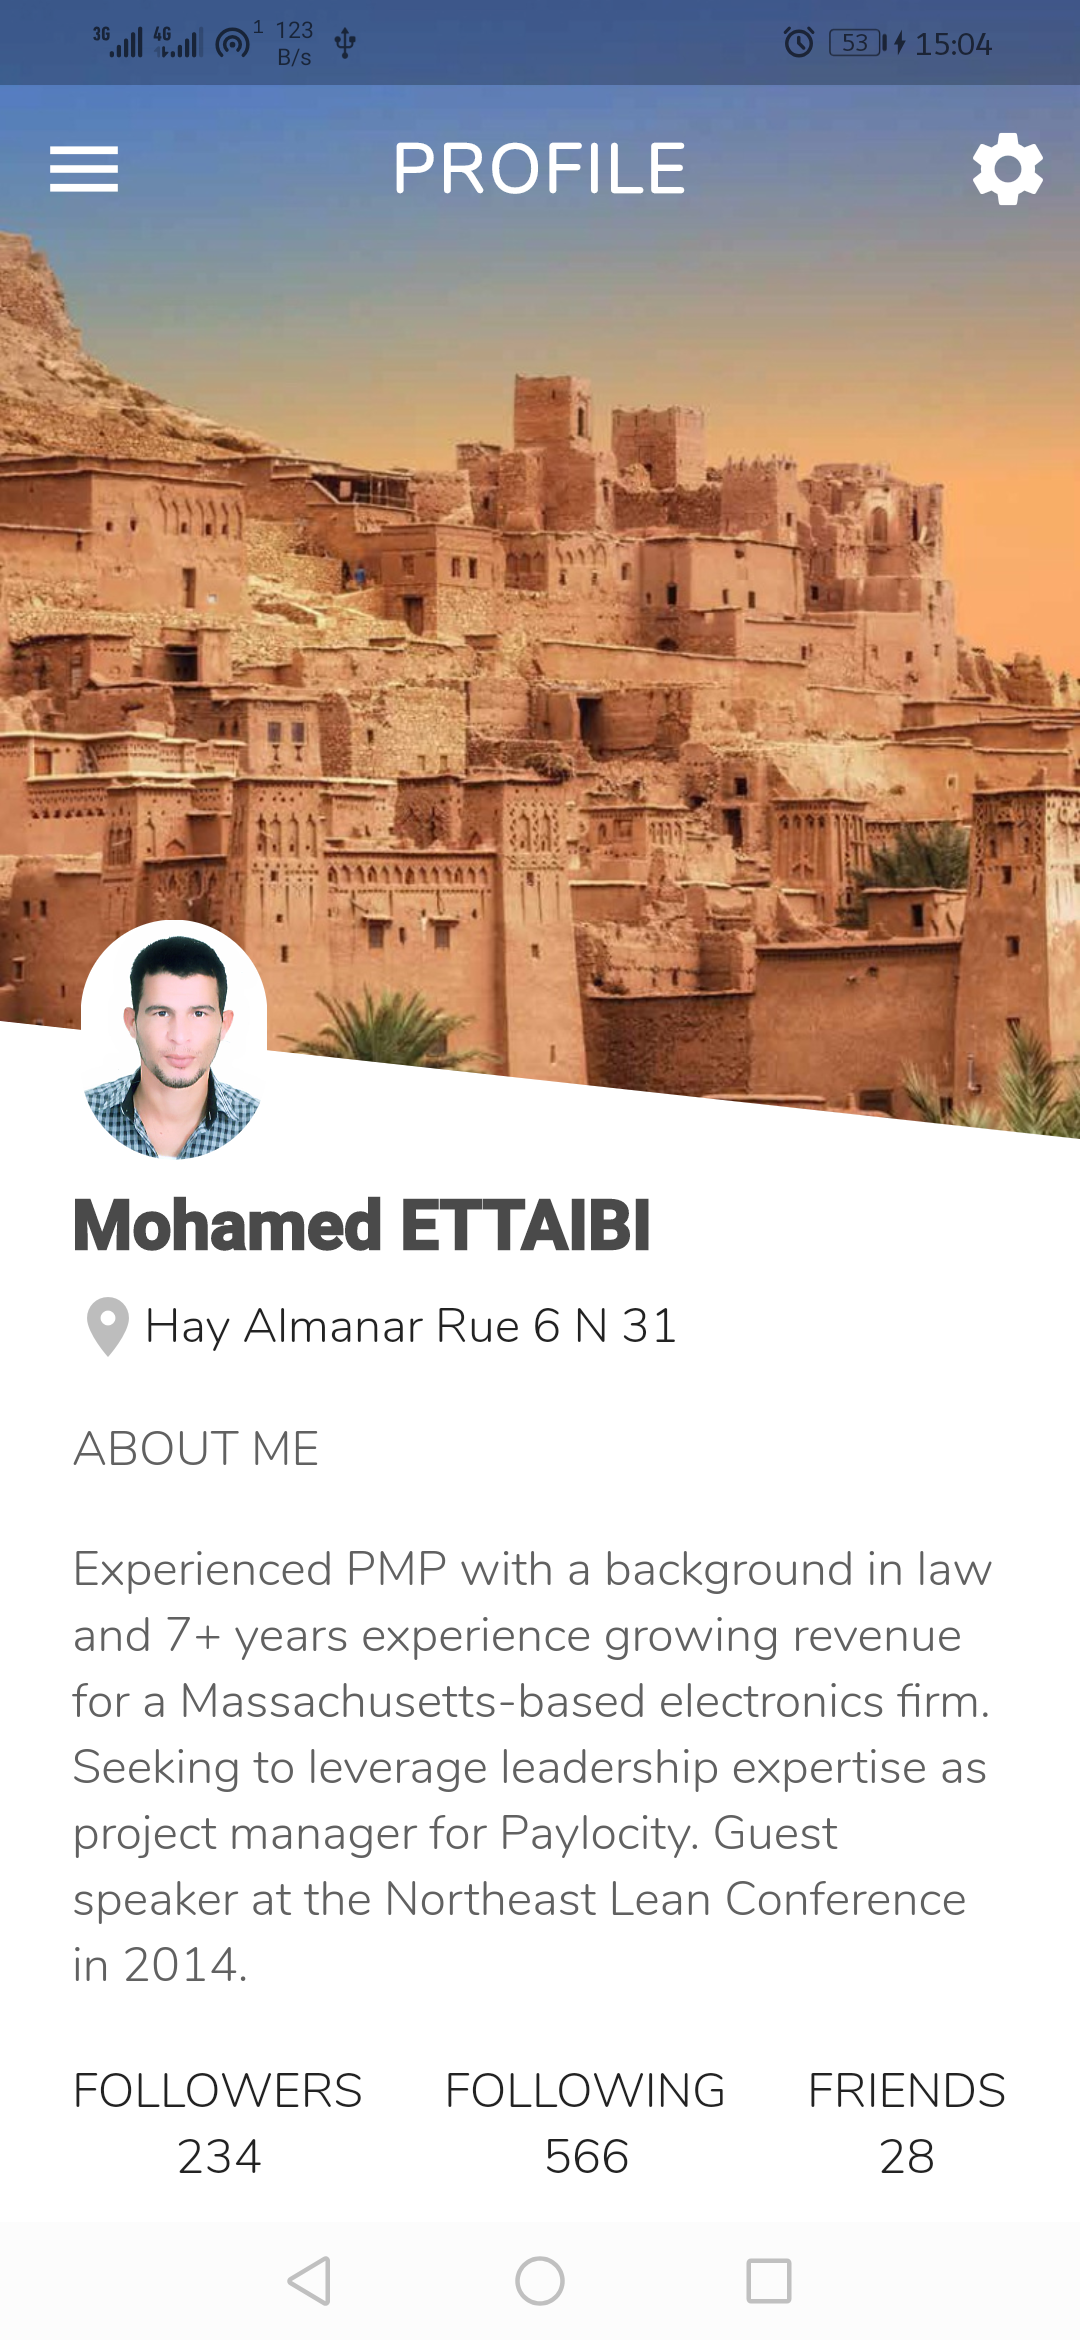 3G 4G 1 123 B/s 53 15:04
PROFILE
Mohamed ETTAIBI
Hay Almanar Rue 6 N 31
ABOUT ME
Experienced PMP with a background in law
and 7+ years experience growing revenue
for a Massachusetts-based electronics firm.
Seeking to leverage leadership expertise as
project manager for Paylocity. Guest
speaker at the Northeast Lean Conference
in 2014.
FOLLOWERS FOLLOWING FRIENDS
234 566 28